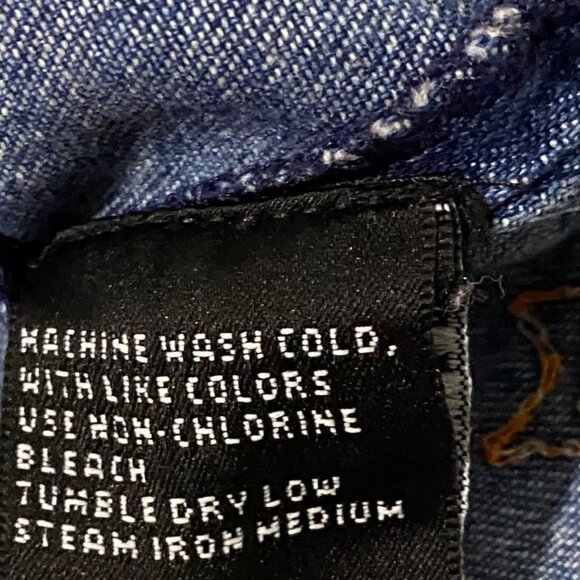 MACHINE WASH COLD,
WITH LIKE COLORS
USE NON-CHLORINE
BLEACH
TUMBLE DRY LOW
STEAM IRON MEDIUM